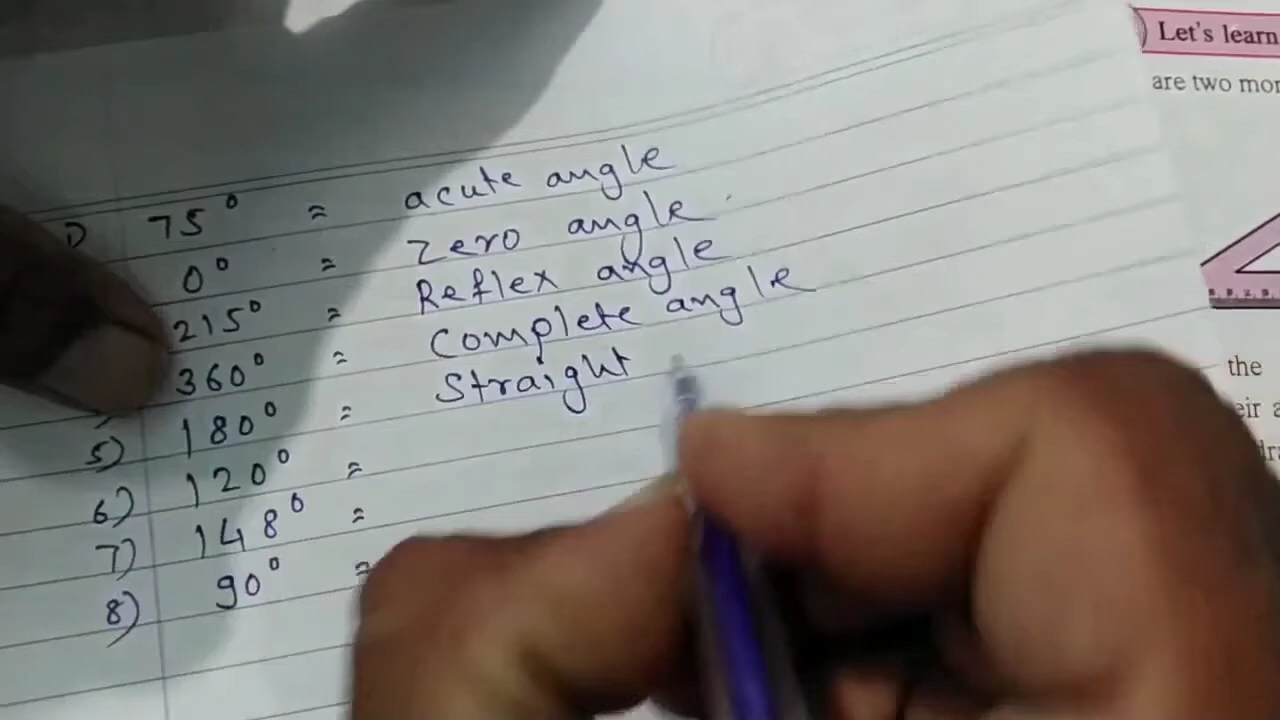 1) 75° = acute angle
0° = Zero angle
215° = Reflex angle
360° = Complete angle
5) 180° = Straight
6) 120° =
7) 148° =
8) 90° =
Let's learn
are two mor
the
eir a